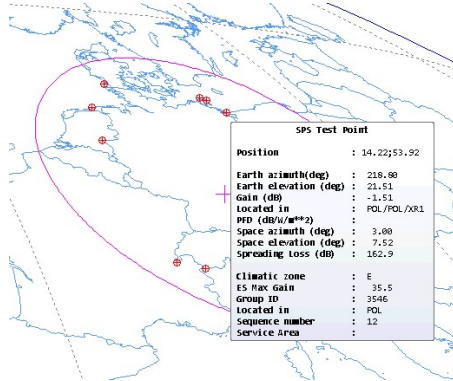 SPS Test Point
Position : 14.22;53.92
Earth azimuth(deg) : 218.80
Earth elevation (deg) : 21.51
Gain (dB) : -1.51
Located in : POL/POL/XR1
PFD (dB/W/m**2) :
Space azimuth (deg) : 3.00
Space elevation (deg) : 7.52
Spreading Loss (dB) : 162.9
Climatic zone : E
ES Max Gain : 35.5
Group ID : 3546
Located in : POL
Sequence number : 12
Service Area :